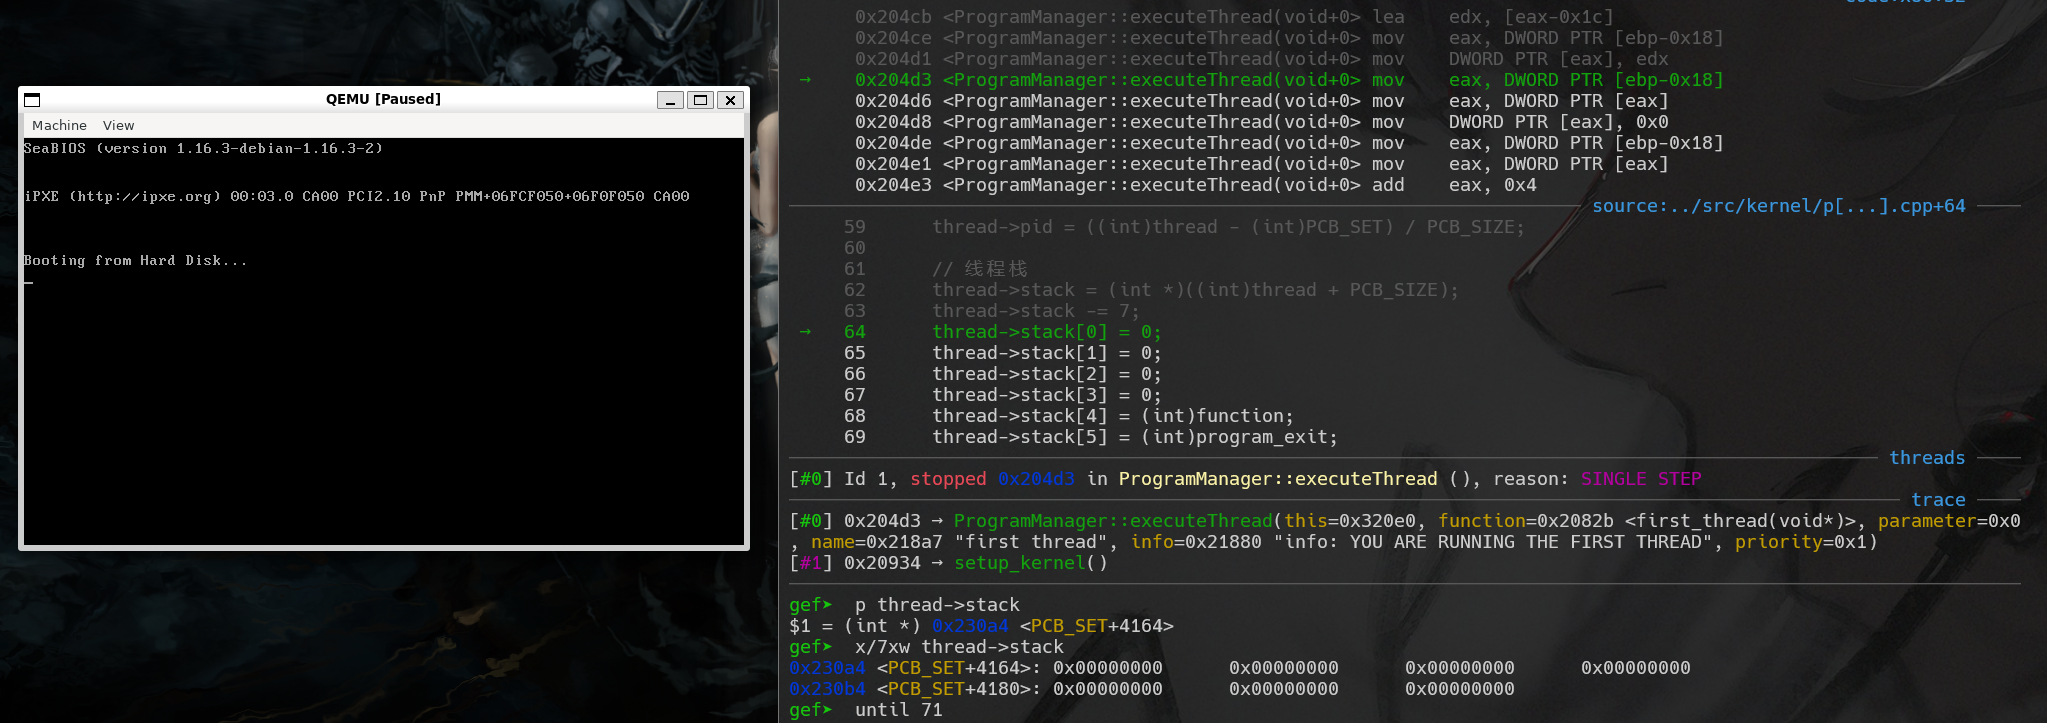 QEMU [Paused]
Machine View
SeaBIOS (version 1.16.3-debian-1.16.3-2)
iPXE (http://ipxe.org) 00:03.0 CA00 PCI2.10 PnP PMM+06FCF050+06F0F050 CA00
Booting from Hard Disk...
_
0x204cb <ProgramManager::executeThread(void+0> lea    edx, [eax-0x1c]
0x204ce <ProgramManager::executeThread(void+0> mov    eax, DWORD PTR [ebp-0x18]
0x204d1 <ProgramManager::executeThread(void+0> mov    DWORD PTR [eax], edx
→ 0x204d3 <ProgramManager::executeThread(void+0> mov    eax, DWORD PTR [ebp-0x18]
0x204d6 <ProgramManager::executeThread(void+0> mov    eax, DWORD PTR [eax]
0x204d8 <ProgramManager::executeThread(void+0> mov    DWORD PTR [eax], 0x0
0x204de <ProgramManager::executeThread(void+0> mov    eax, DWORD PTR [ebp-0x18]
0x204e1 <ProgramManager::executeThread(void+0> mov    eax, DWORD PTR [eax]
0x204e3 <ProgramManager::executeThread(void+0> add    eax, 0x4
source:../src/kernel/p[...].cpp+64
59      thread->pid = ((int)thread - (int)PCB_SET) / PCB_SIZE;
60
61      // 线程栈
62      thread->stack = (int *)((int)thread + PCB_SIZE);
63      thread->stack -= 7;
→ 64      thread->stack[0] = 0;
65      thread->stack[1] = 0;
66      thread->stack[2] = 0;
67      thread->stack[3] = 0;
68      thread->stack[4] = (int)function;
69      thread->stack[5] = (int)program_exit;
threads
[#0] Id 1, stopped 0x204d3 in ProgramManager::executeThread (), reason: SINGLE STEP
trace
[#0] 0x204d3 → ProgramManager::executeThread(this=0x320e0, function=0x2082b <first_thread(void*)>, parameter=0x0
, name=0x218a7 "first thread", info=0x21880 "info: YOU ARE RUNNING THE FIRST THREAD", priority=0x1)
[#1] 0x20934 → setup_kernel()
gef➤  p thread->stack
$1 = (int *) 0x230a4 <PCB_SET+4164>
gef➤  x/7xw thread->stack
0x230a4 <PCB_SET+4164>: 0x00000000      0x00000000      0x00000000      0x00000000
0x230b4 <PCB_SET+4180>: 0x00000000      0x00000000      0x00000000
gef➤  until 71